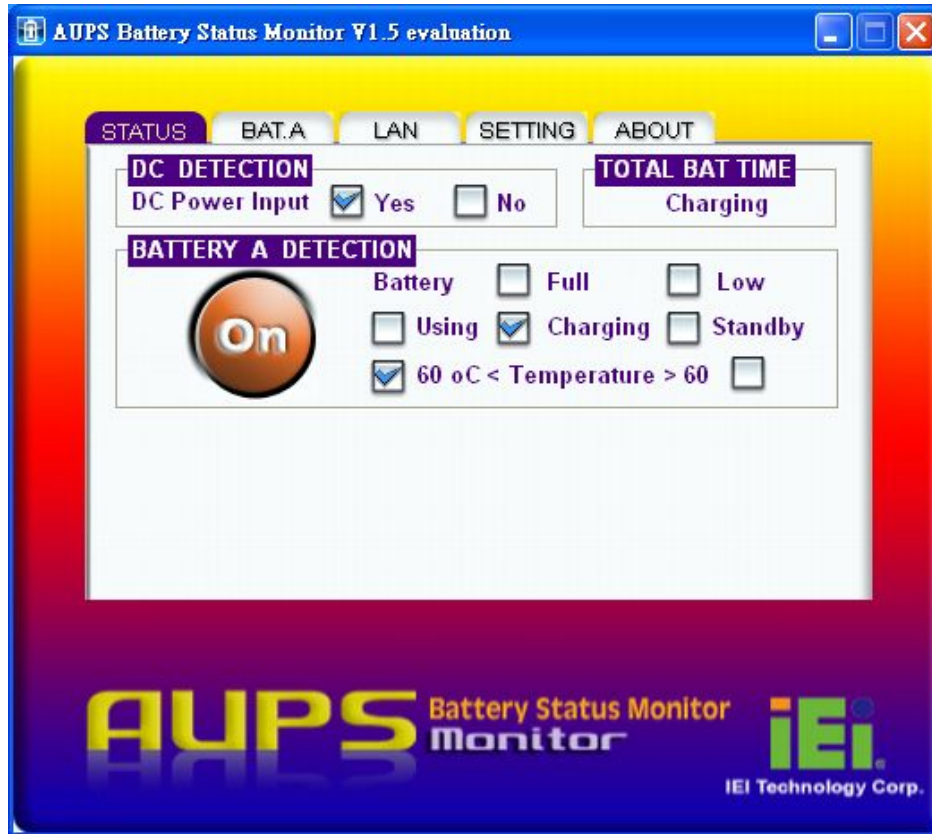 AUPS Battery Status Monitor V1.5 evaluation
STATUS BAT.A LAN SETTING ABOUT
DC DETECTION
DC Power Input Yes No
TOTAL BAT TIME
Charging
BATTERY A DETECTION
On
Battery Full Low
Using Charging Standby
60 oC < Temperature > 60
AUPS
Battery Status Monitor
Monitor
iEi
IEI Technology Corp.